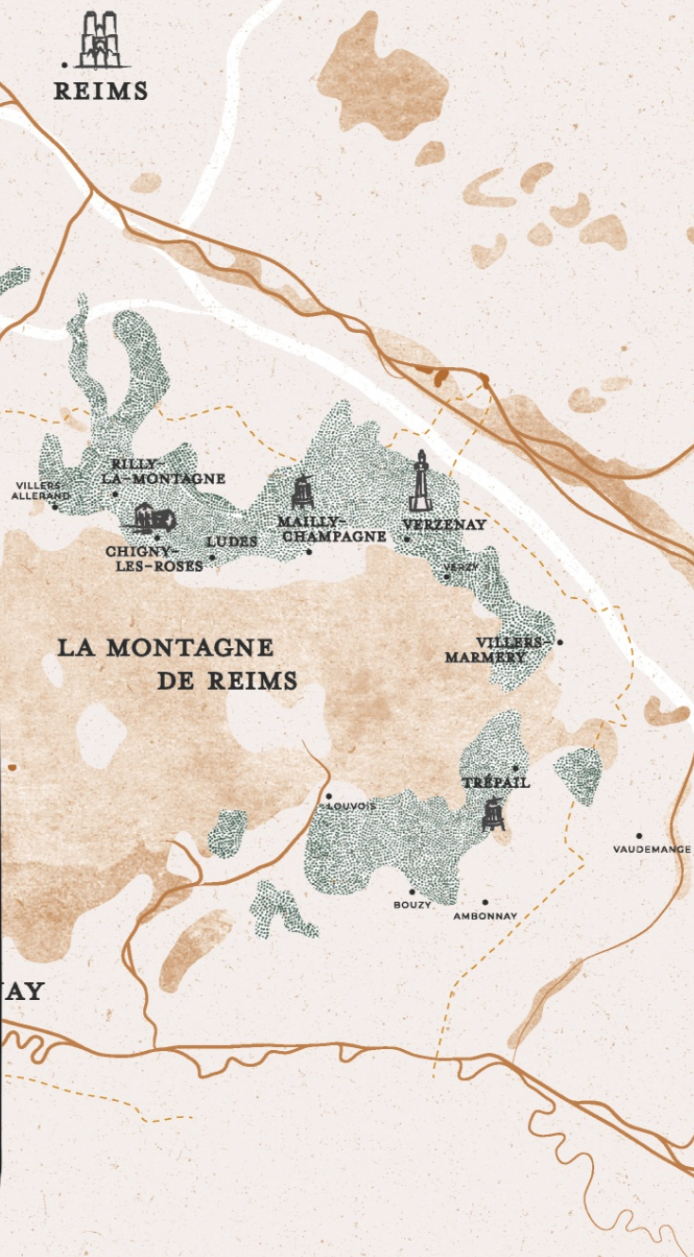 REIMS
RILLY-
LA-MONTAGNE
VILLERS-
ALLERAND
MAILLY-
CHAMPAGNE
VERZENAY
LUDES
CHIGNY-
LES-ROSES
VERZY
VILLERS-
MARMERY
LA MONTAGNE
DE REIMS
TRÉPAIL
LOUVOIS
VAUDEMANGE
BOUZY
AMBONNAY
AY